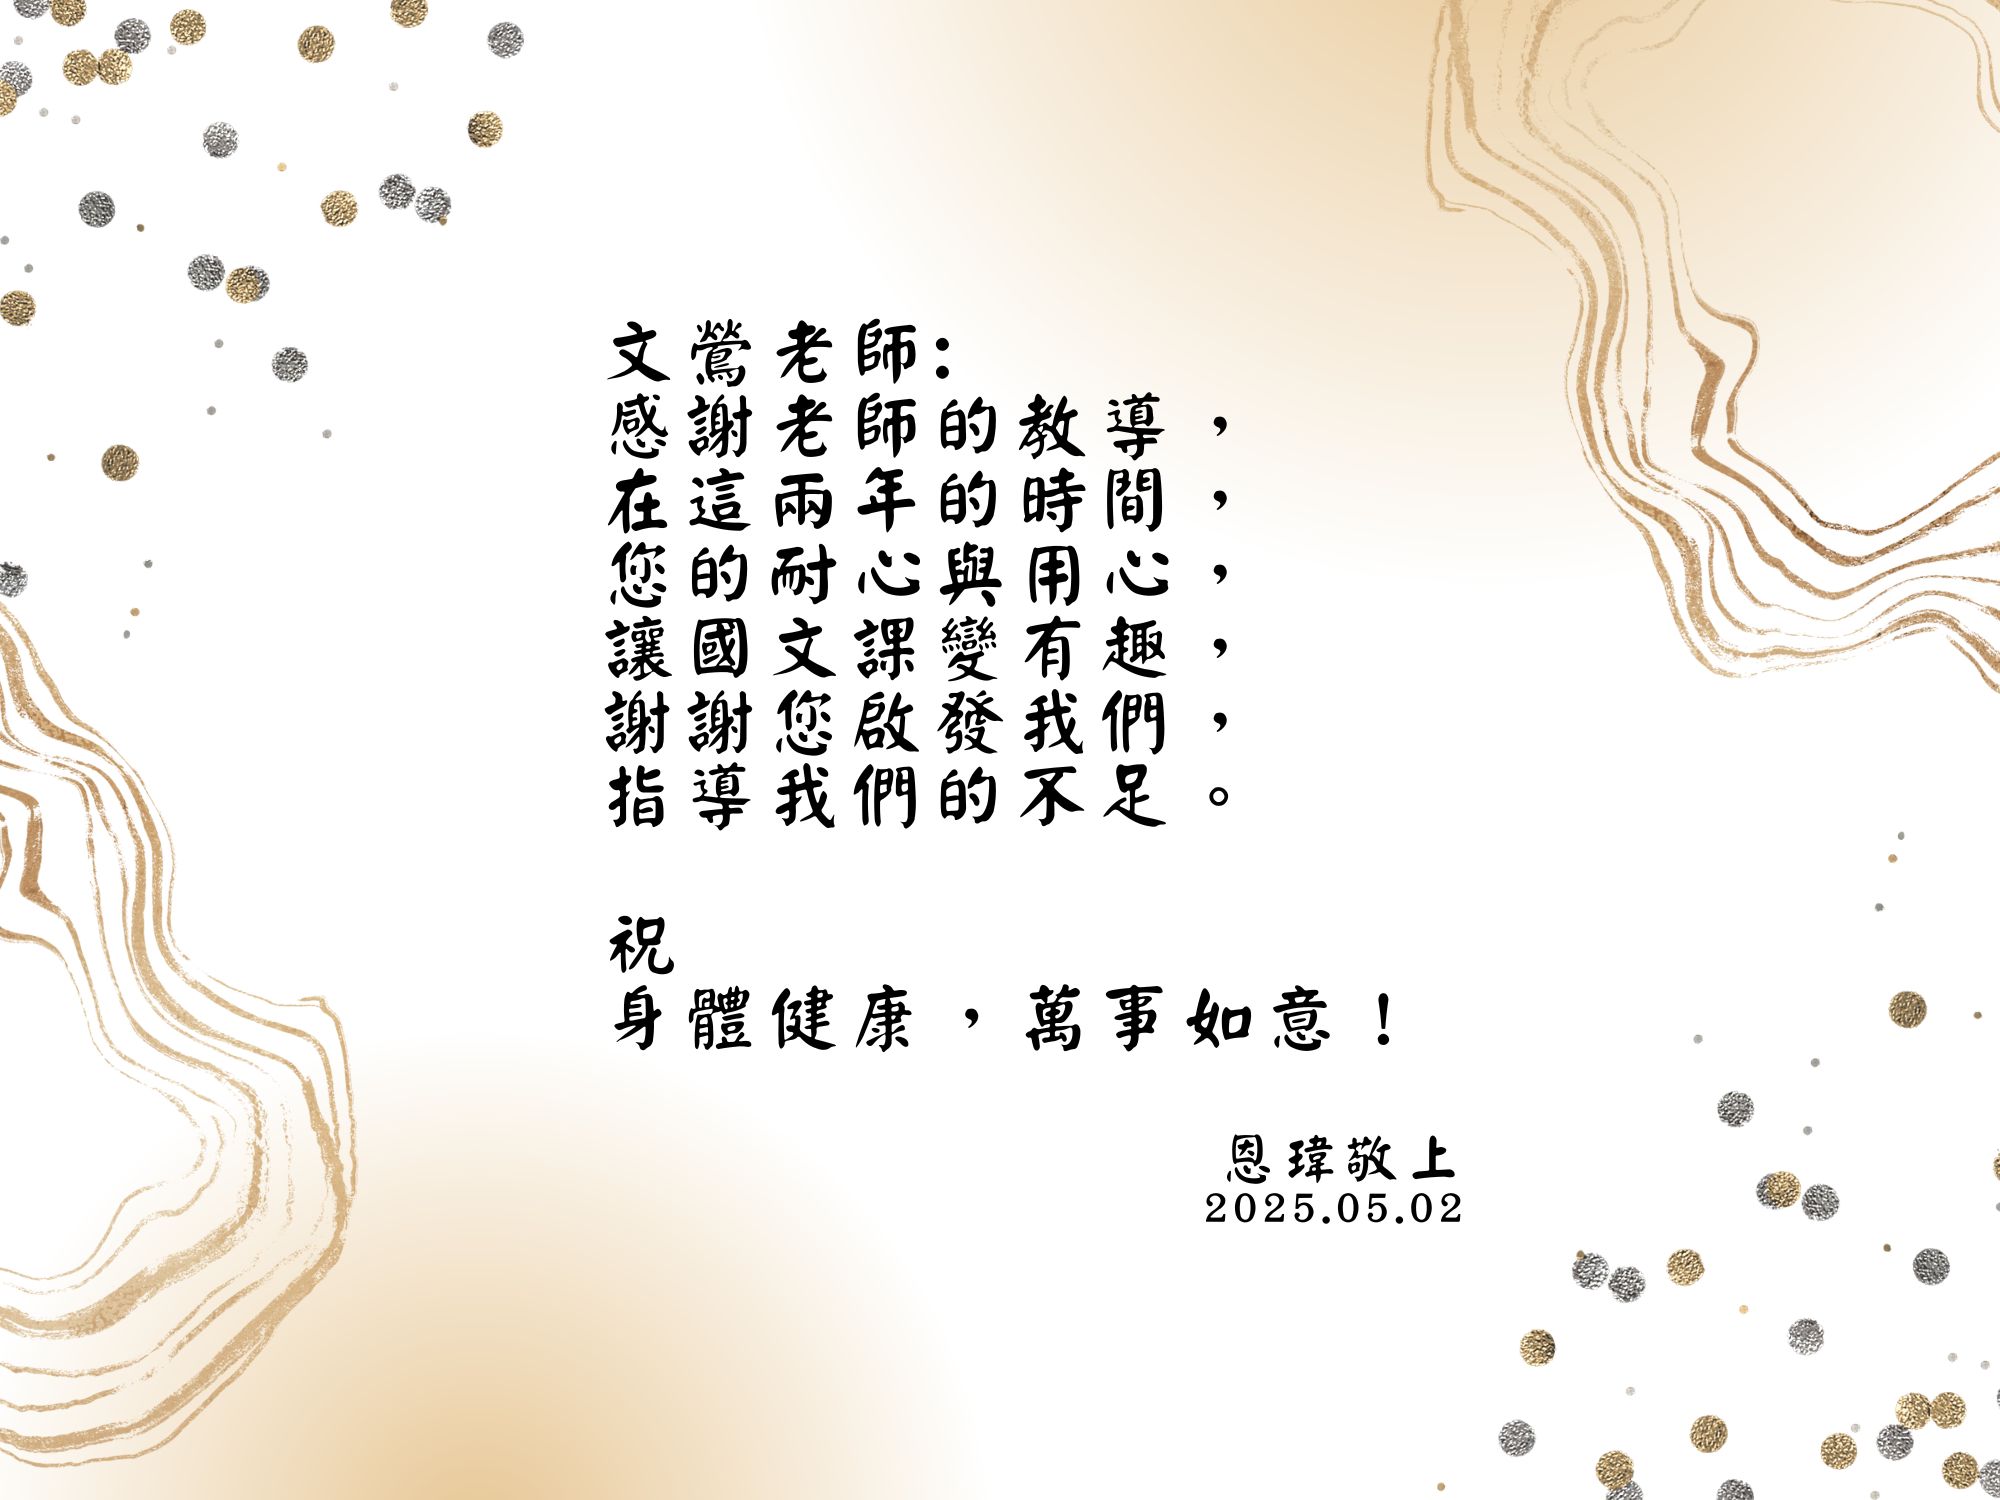 文鶯老師:
感謝老師的教導，
在這兩年的時間，
您的耐心與用心，
讓國文課變有趣，
謝謝您啟發我們，
指導我們的不足。
祝
身體健康，萬事如意！
恩瑋敬上
2025.05.02